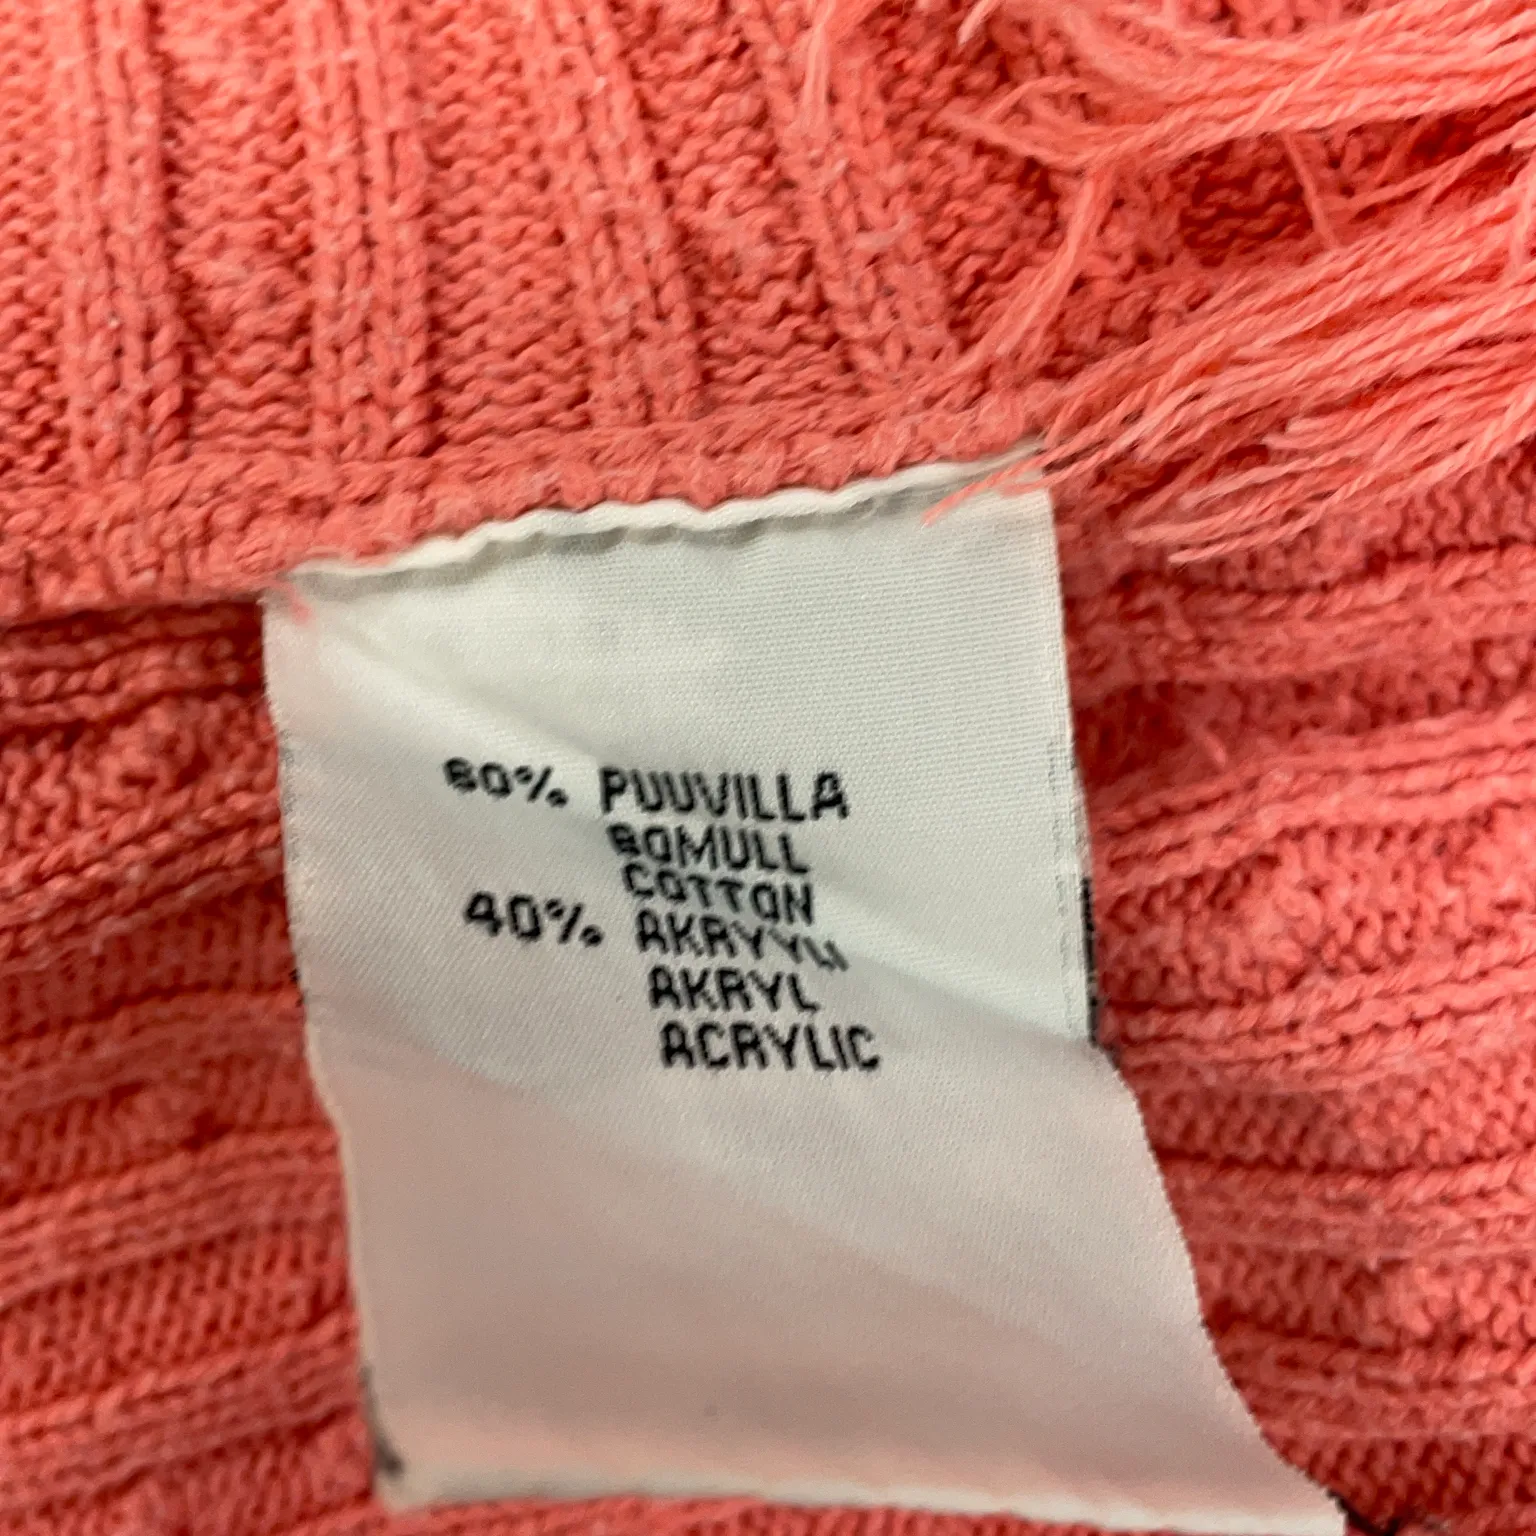 60% PUUVILLA
BOMULL
COTTON
40% AKRYYLI
AKRYL
ACRYLIC